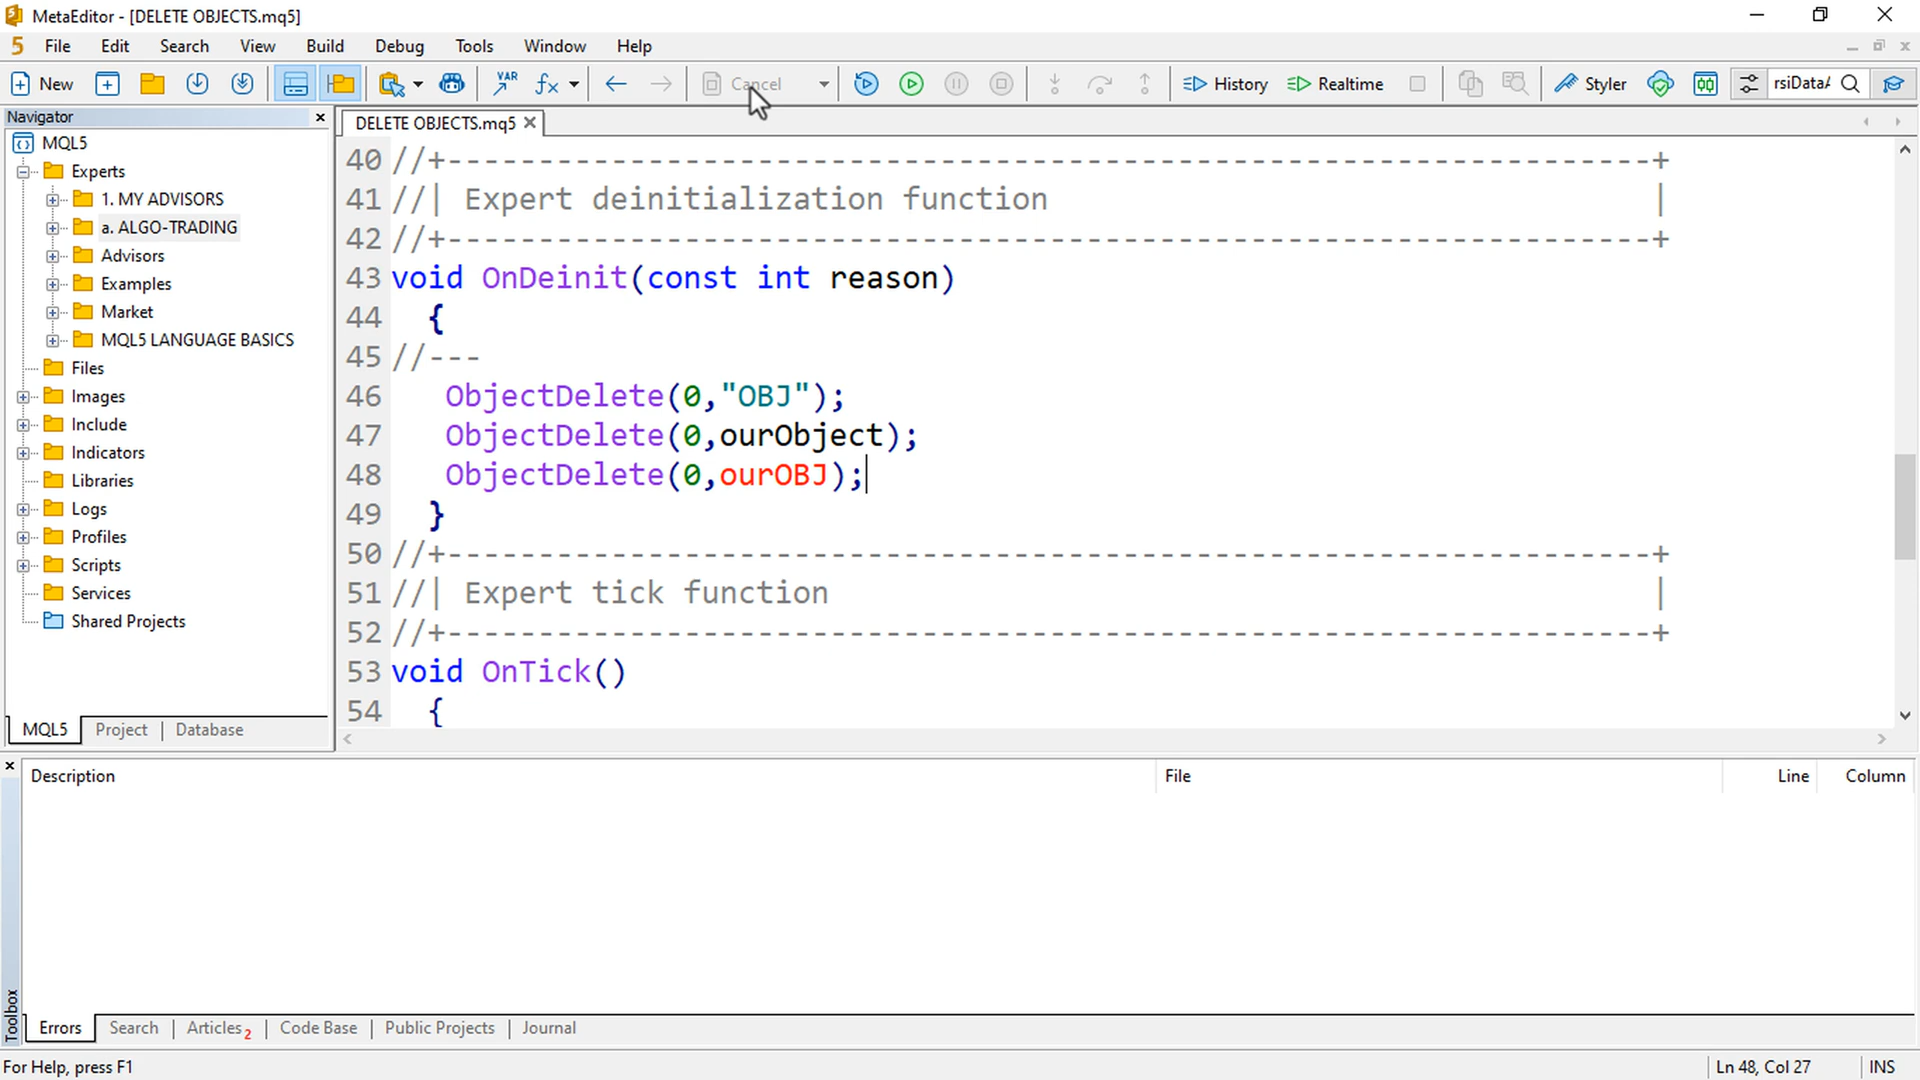 MetaEditor - [DELETE OBJECTS.mq5]
5 File Edit Search View Build Debug Tools Window Help
New VAR fx Cancel History Realtime Styler rsiData
Navigator
MQL5
Experts
1. MY ADVISORS
a. ALGO-TRADING
Advisors
Examples
Market
MQL5 LANGUAGE BASICS
Files
Images
Include
Indicators
Libraries
Logs
Profiles
Scripts
Services
Shared Projects
MQL5 Project Database
DELETE OBJECTS.mq5
40 //+------------------------------------------------------------------+
41 //| Expert deinitialization function |
42 //+------------------------------------------------------------------+
43 void OnDeinit(const int reason)
44 {
45 //---
46 ObjectDelete(0,"OBJ");
47 ObjectDelete(0,ourObject);
48 ObjectDelete(0,ourOBJ);
49 }
50 //+------------------------------------------------------------------+
51 //| Expert tick function |
52 //+------------------------------------------------------------------+
53 void OnTick()
54 {
Description File Line Column
Toolbox
Errors Search Articles 2 Code Base Public Projects Journal
For Help, press F1 Ln 48, Col 27 INS